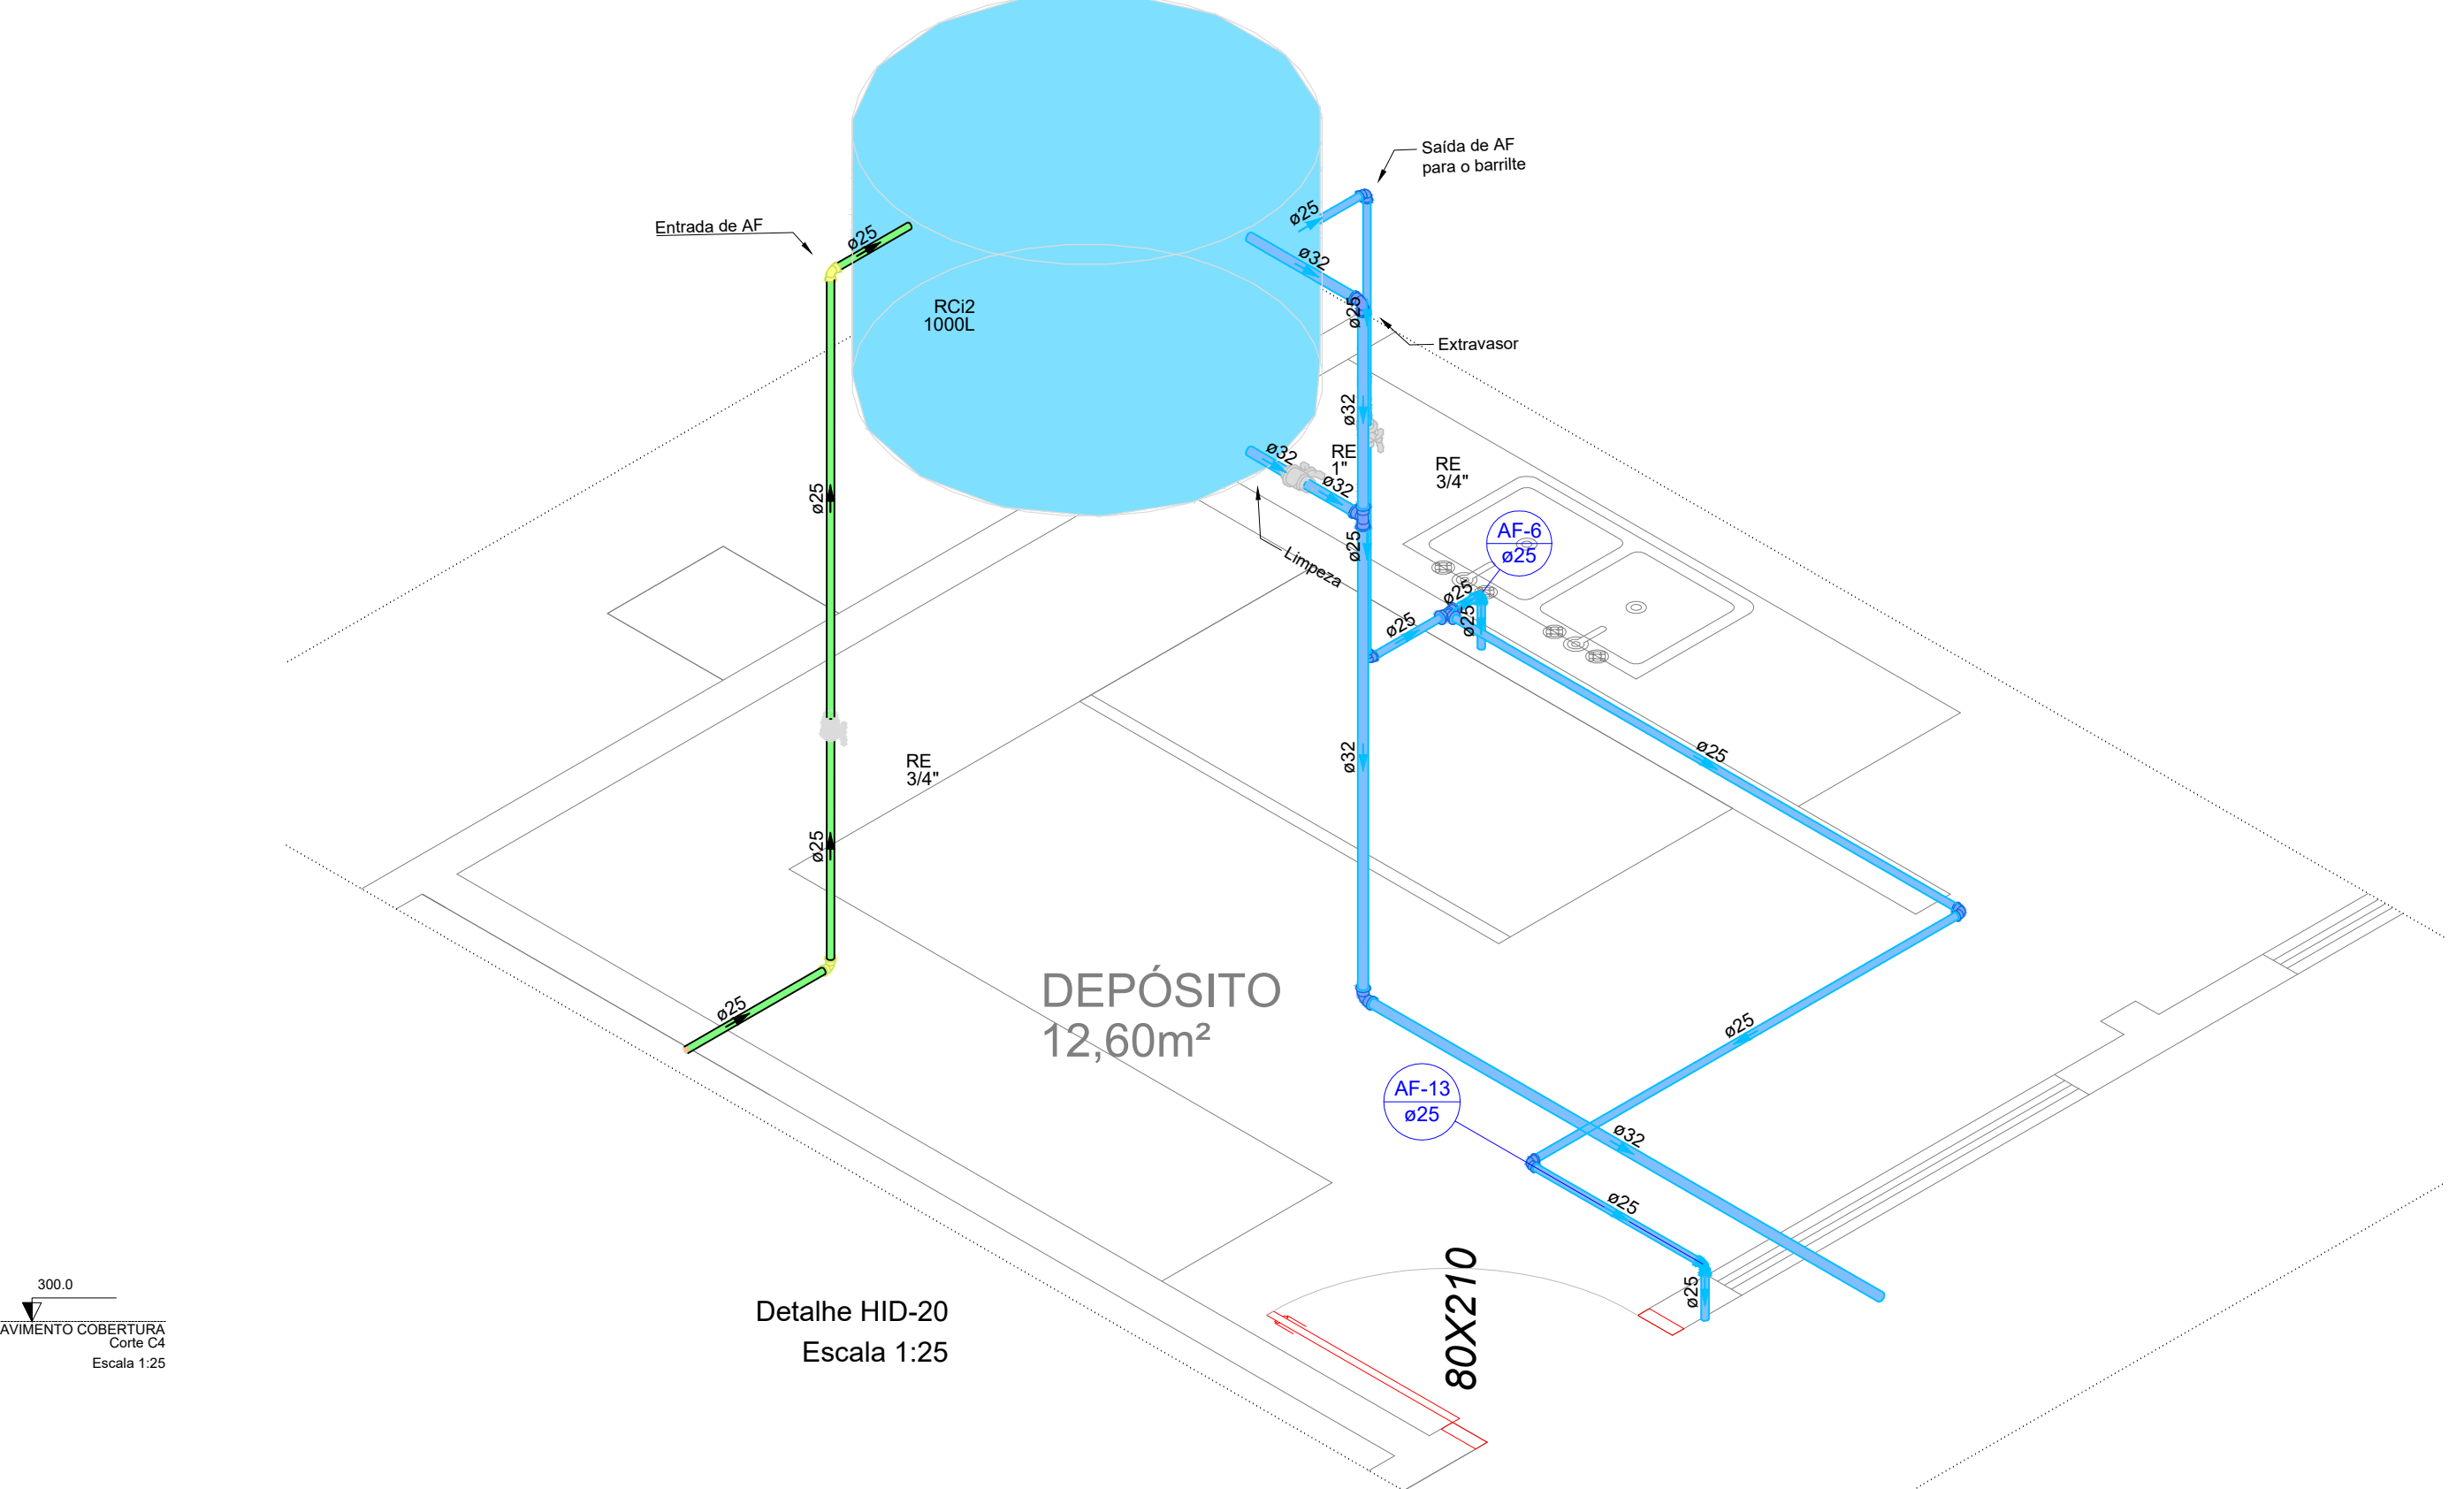 Saída de AF
para o barrilte
Entrada de AF
ø25
ø25
ø32
RCi2
1000L
ø25
Extravasor
ø32
RE
1"
RE
3/4"
ø32
ø32
ø25
ø25
Limpeza
AF-6
ø25
ø25
ø25
ø25
ø25
ø32
RE
3/4"
ø25
DEPÓSITO
12,60m²
ø25
ø25
AF-13
ø25
ø32
ø25
ø25
80X210
300.0
AVIMENTO COBERTURA
Corte C4
Escala 1:25
Detalhe HID-20
Escala 1:25